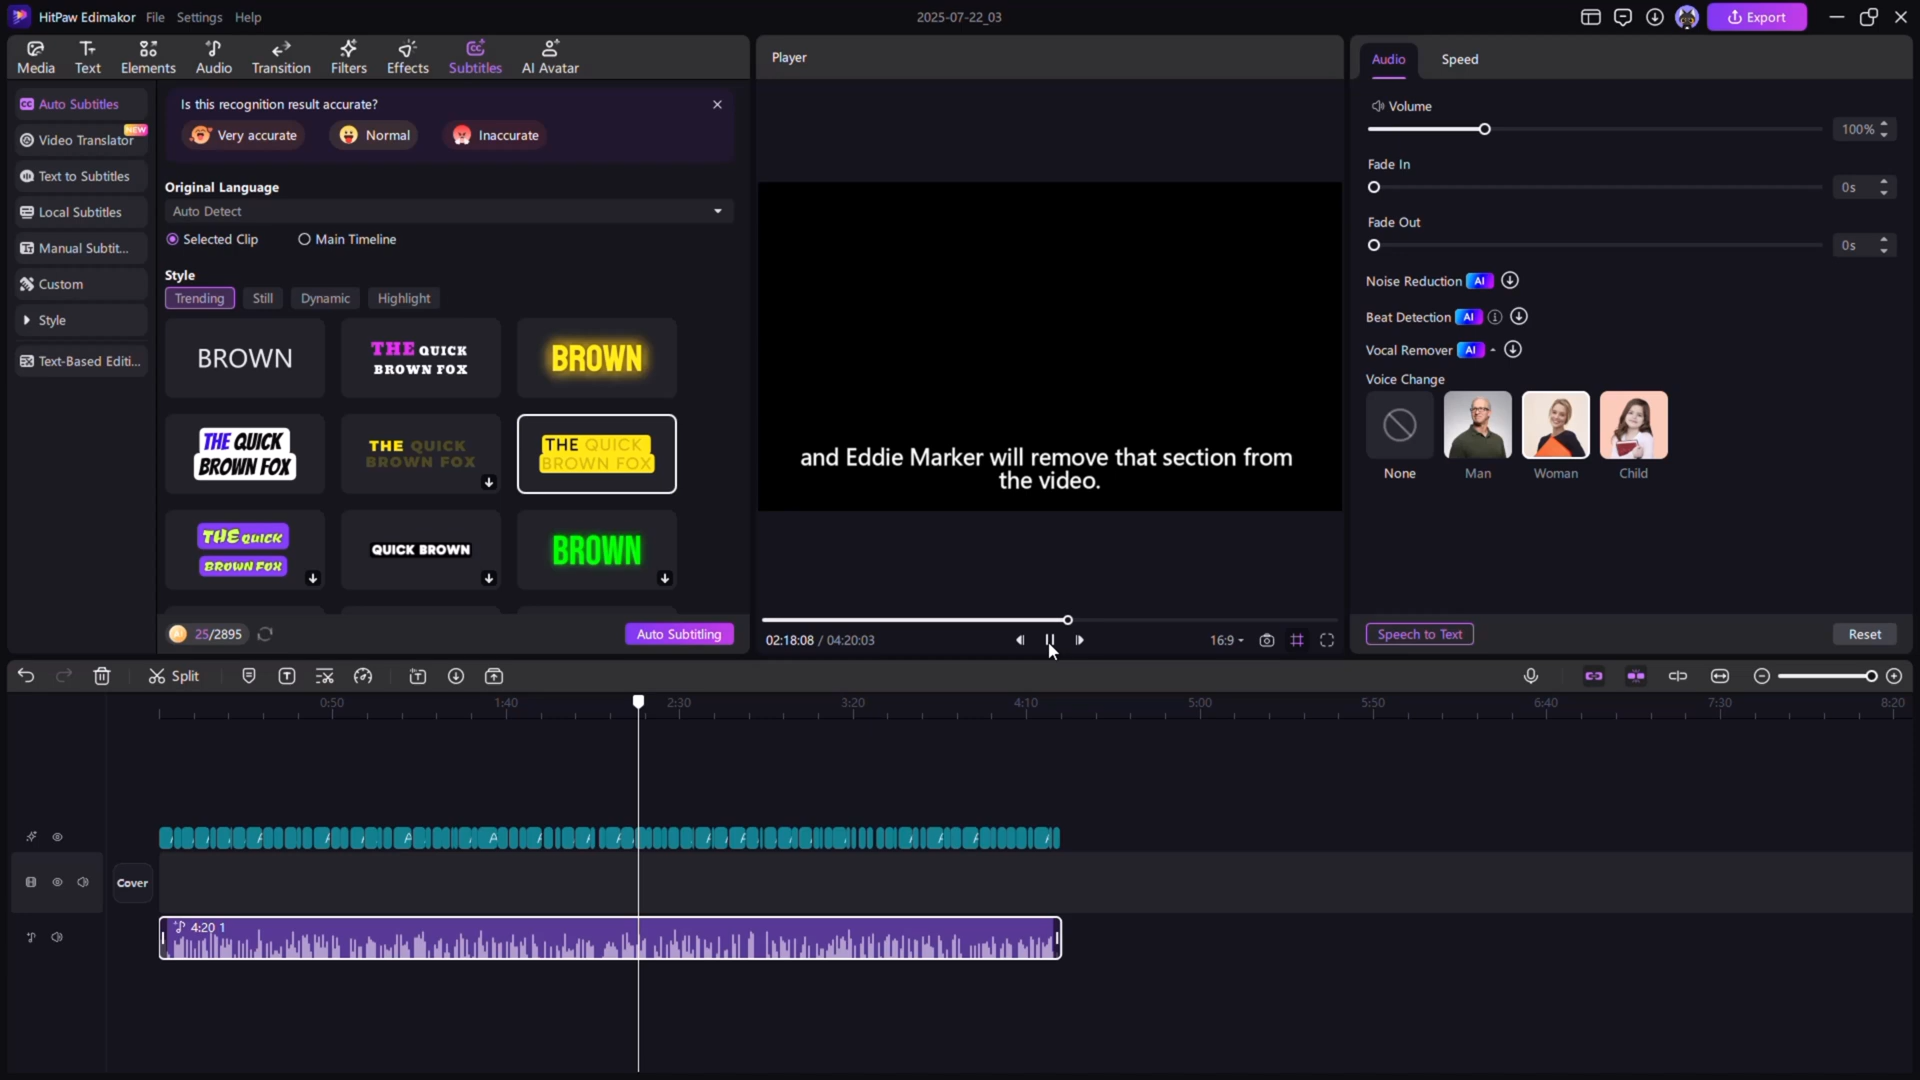 HitPaw Edimakor File Settings Help
2025-07-22_03
Export
Media Text Elements Audio Transition Filters Effects Subtitles AI Avatar
Player
Audio Speed
Auto Subtitles
Video Translator NEW
Text to Subtitles
Local Subtitles
Manual Subtit...
Custom
Style
Text-Based Editi...
Is this recognition result accurate?
Very accurate Normal Inaccurate
Original Language
Auto Detect
Selected Clip Main Timeline
Style
Trending Still Dynamic Highlight
BROWN
THE QUICK
BROWN FOX
BROWN
THE QUICK
BROWN FOX
THE QUICK
BROWN FOX
THE QUICK
BROWN FOX
THE QUICK
BROWN FOX
QUICK BROWN
BROWN
25/2895
Auto Subtitling
and Eddie Marker will remove that section from
the video.
02:18:08 / 04:20:03
16:9
Volume
100%
Fade In
0s
Fade Out
0s
Noise Reduction AI
Beat Detection AI
Vocal Remover AI
Voice Change
None Man Woman Child
Speech to Text
Reset
Split
0:50 1:40 2:30 3:20 4:10 5:00 5:50 6:40 7:30 8:20
Cover
4:20 1